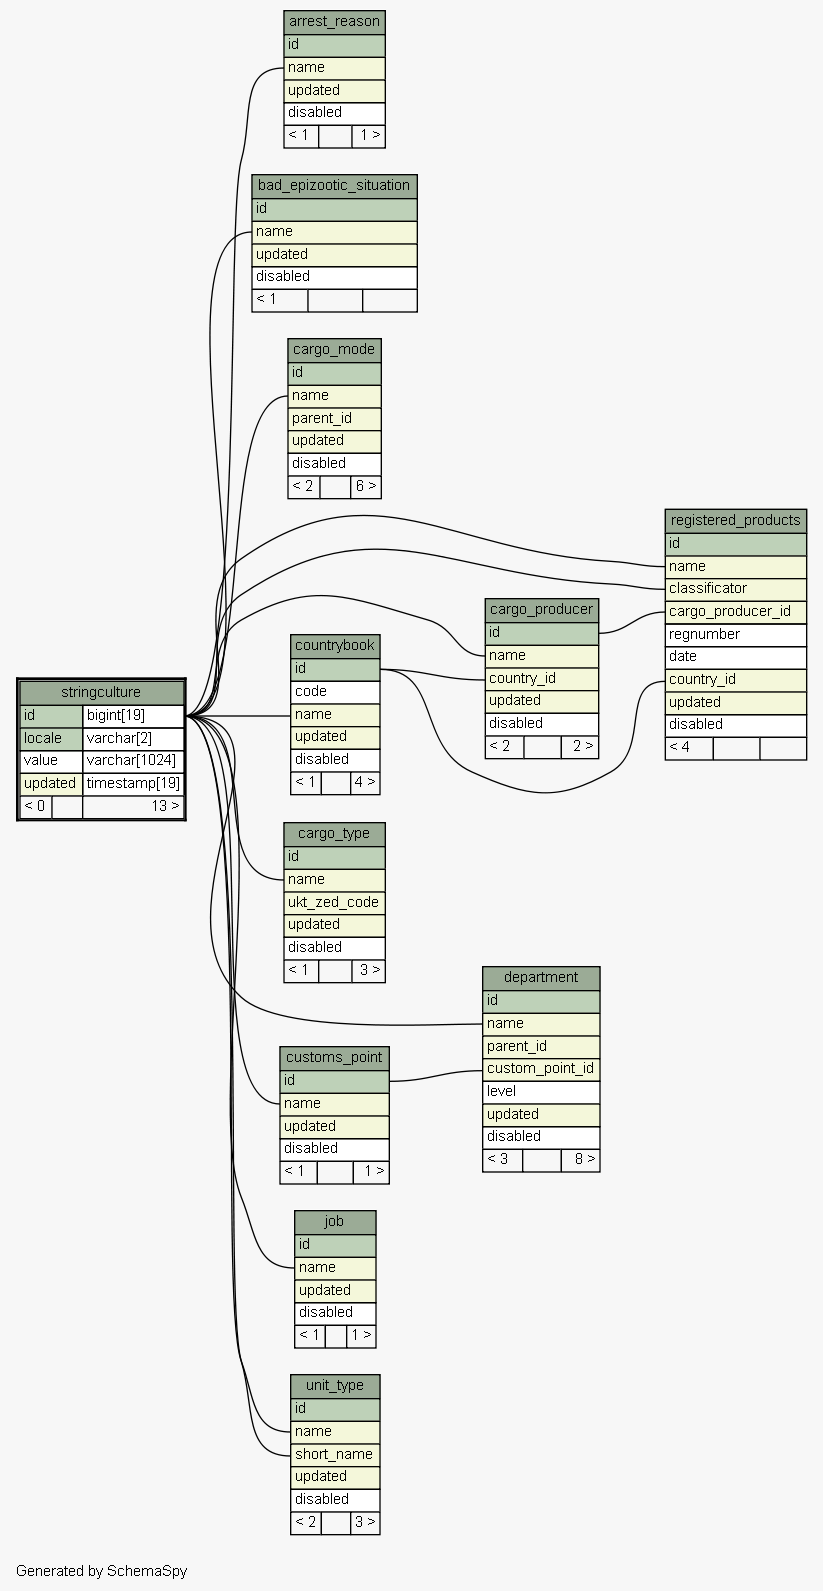 arrest_reason
id
name
updated
disabled
< 1 1 >
bad_epizootic_situation
id
name
updated
disabled
< 1
cargo_mode
id
name
parent_id
updated
disabled
< 2 6 >
registered_products
id
name
classificator
cargo_producer_id
regnumber
date
country_id
updated
disabled
< 4
cargo_producer
id
name
country_id
updated
disabled
< 2 2 >
countrybook
id
code
name
updated
disabled
< 1 4 >
stringculture
id bigint[19]
locale varchar[2]
value varchar[1024]
updated timestamp[19]
< 0 13 >
cargo_type
id
name
ukt_zed_code
updated
disabled
< 1 3 >
department
id
name
parent_id
custom_point_id
level
updated
disabled
< 3 8 >
customs_point
id
name
updated
disabled
< 1 1 >
job
id
name
updated
disabled
< 1 1 >
unit_type
id
name
short_name
updated
disabled
< 2 3 >
Generated by SchemaSpy